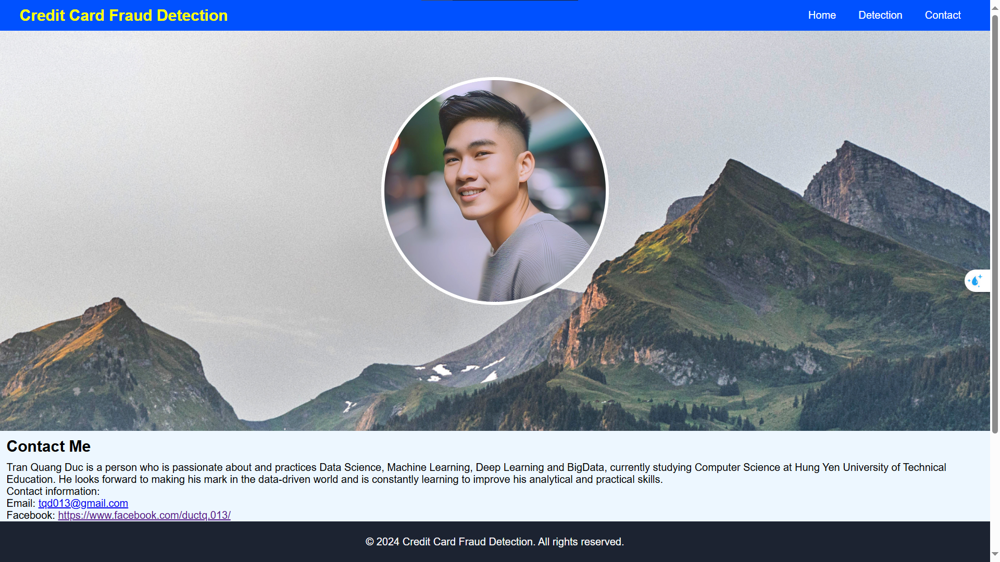 Credit Card Fraud Detection
Home Detection Contact
Contact Me
Tran Quang Duc is a person who is passionate about and practices Data Science, Machine Learning, Deep Learning and BigData, currently studying Computer Science at Hung Yen University of Technical
Education. He looks forward to making his mark in the data-driven world and is constantly learning to improve his analytical and practical skills.
Contact information:
Email: tqd013@gmail.com
Facebook: https://www.facebook.com/ductq.013/
© 2024 Credit Card Fraud Detection. All rights reserved.